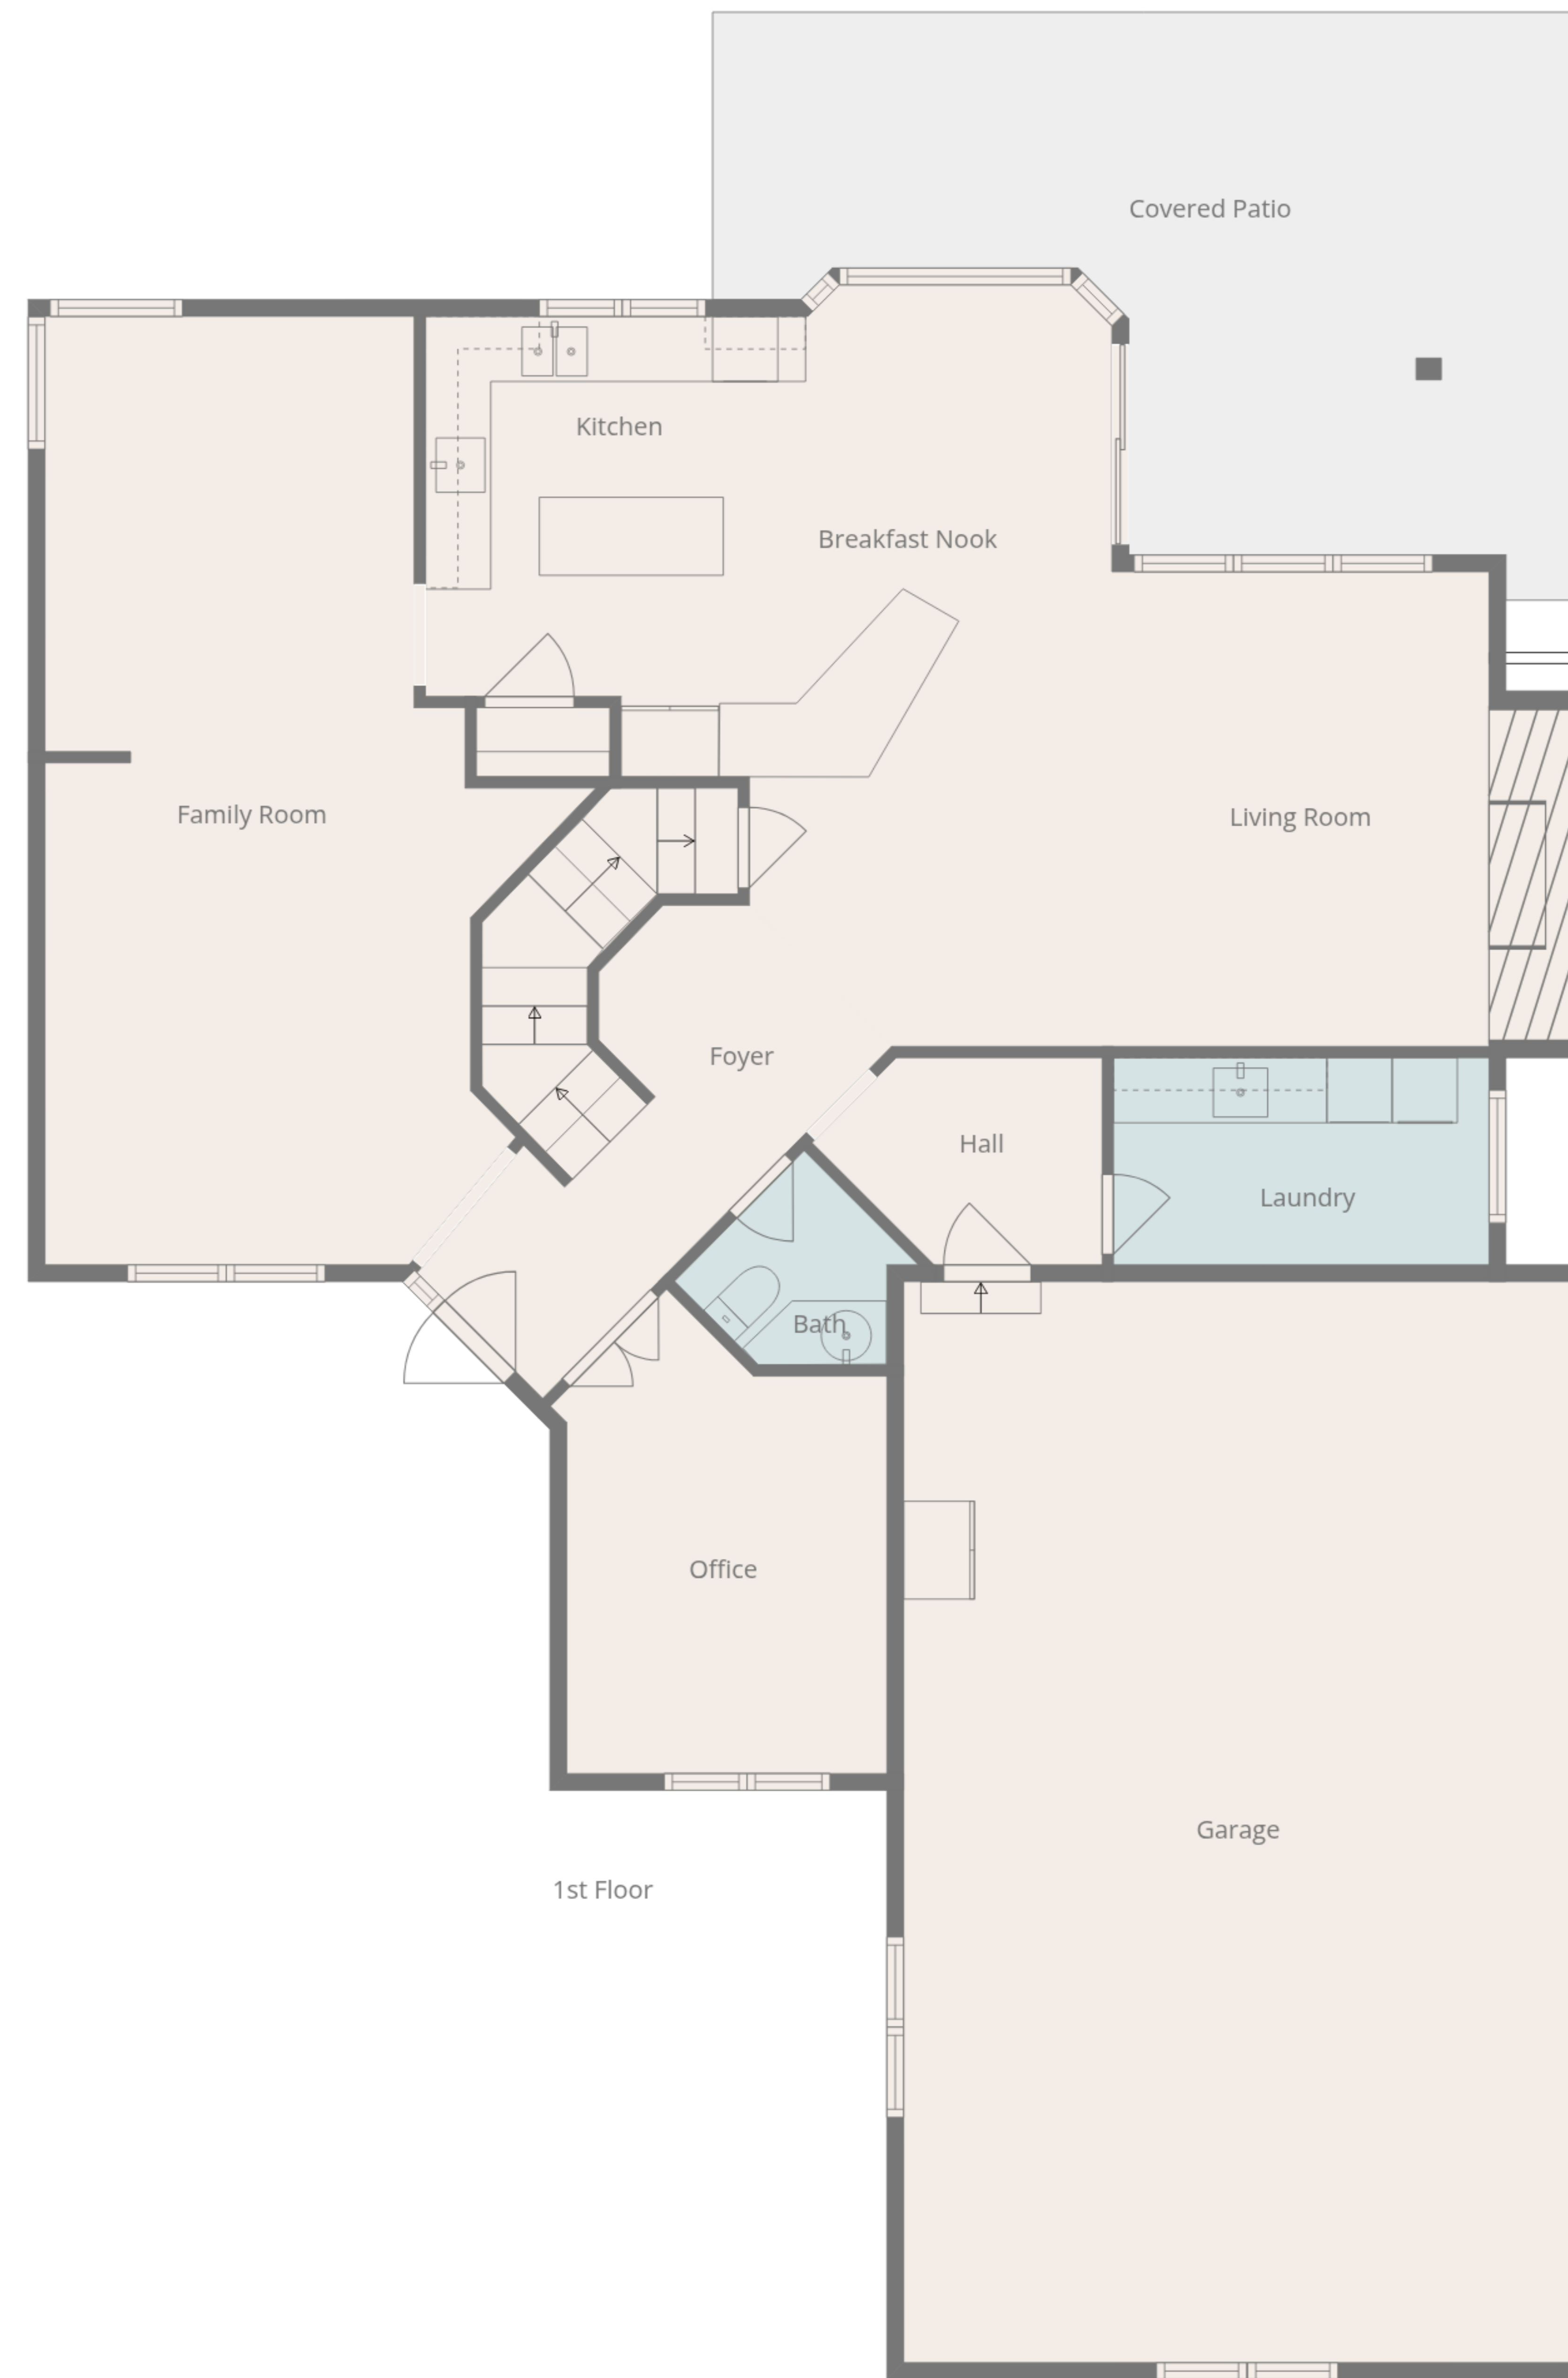 Covered Patio
Kitchen
Breakfast Nook
Family Room
Living Room
Foyer
Hall
Laundry
Bath
Office
Garage
1st Floor